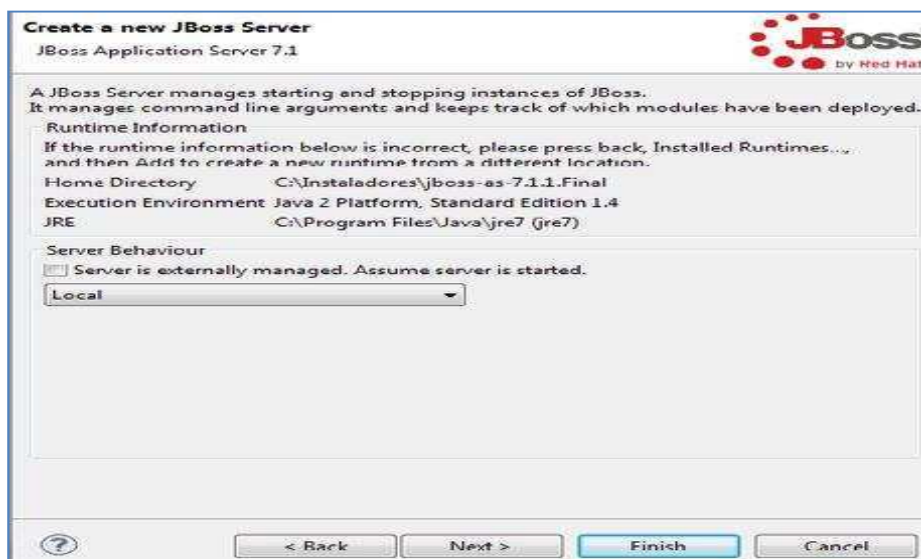 Create a new JBoss Server
JBoss Application Server 7.1
JBoss
by Red Hat
A JBoss Server manages starting and stopping instances of JBoss.
It manages command line arguments and keeps track of which modules have been deployed.
Runtime Information
If the runtime information below is incorrect, please press back, Installed Runtimes...,
and then Add to create a new runtime from a different location.
Home Directory C:\Instaladores\jboss-as-7.1.1.Final
Execution Environment Java 2 Platform, Standard Edition 1.4
JRE C:\Program Files\Java\jre7 (jre7)
Server Behaviour
Server is externally managed. Assume server is started.
Local
?
< Back Next > Finish Cancel